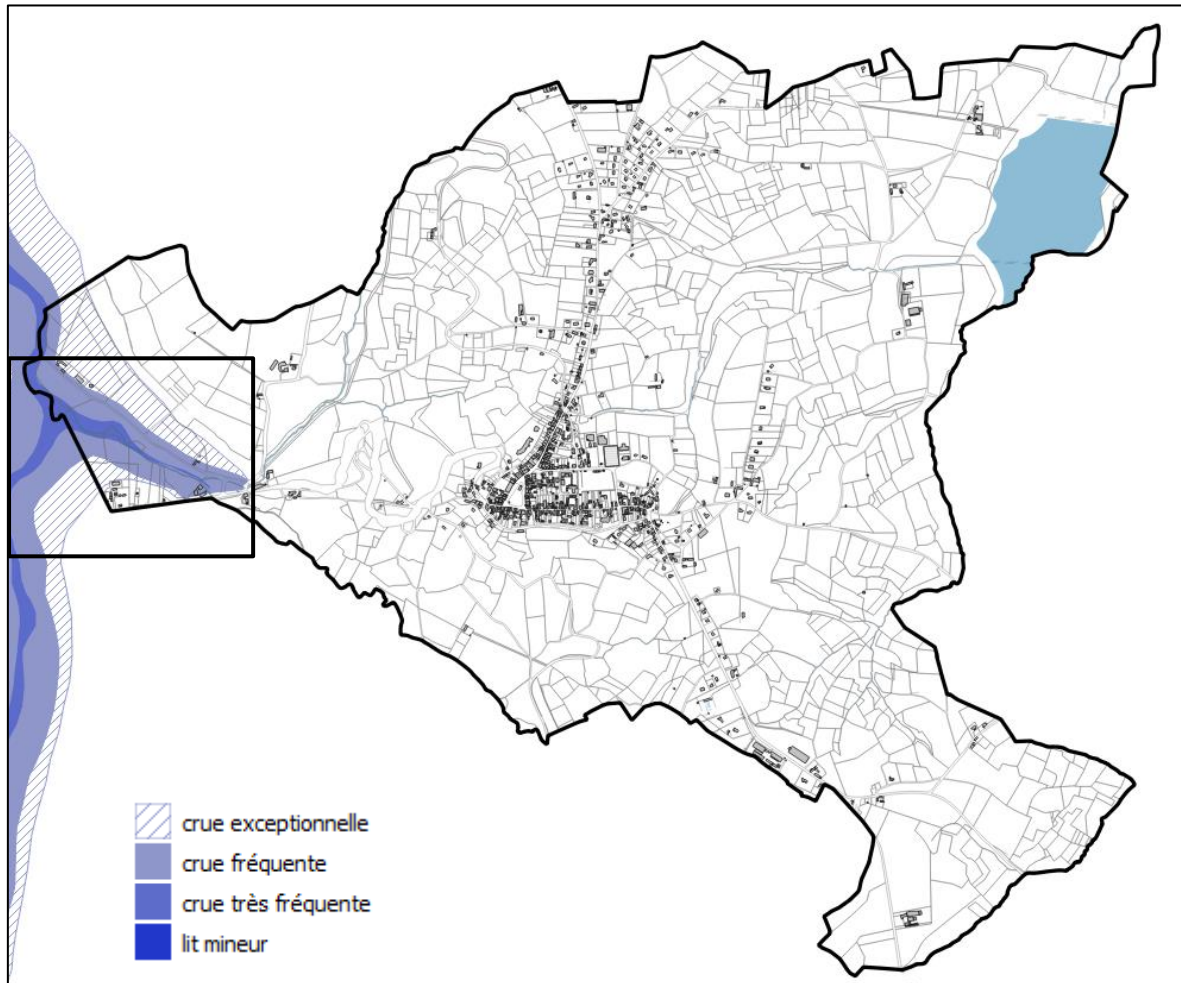 crue exceptionnelle
crue fréquente
crue très fréquente
lit mineur